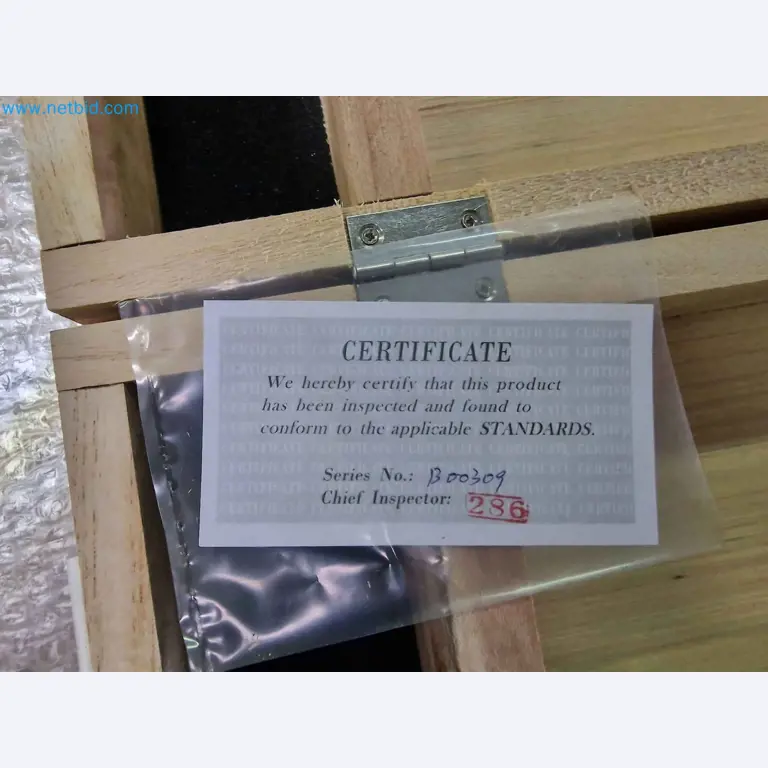 www.netbid.com
CERTIFICATE
We hereby certify that this product
has been inspected and found to
conform to the applicable STANDARDS.
Series No.: B00309
Chief Inspector: 286